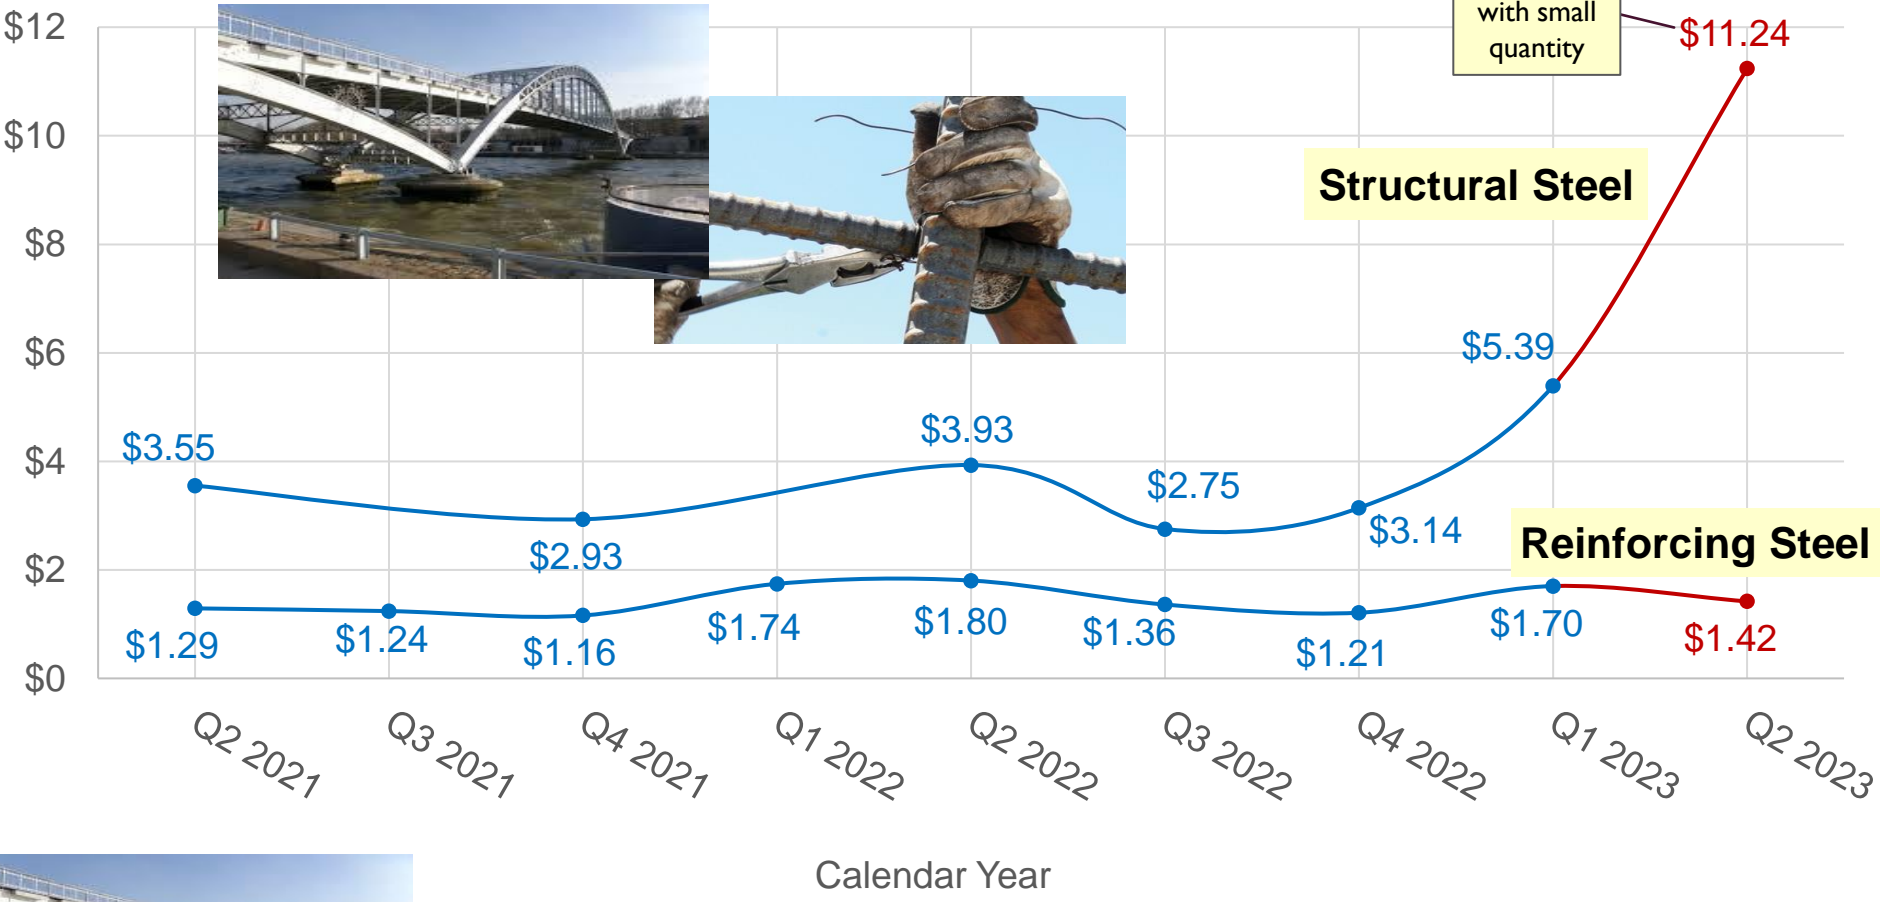 with small
quantity
$12
$10
$8
$6
$4
$2
$0
$11.24
Structural Steel
$5.39
$3.55
$2.93
$3.93
$2.75
$3.14
Reinforcing Steel
$1.29
$1.24
$1.16
$1.74
$1.80
$1.36
$1.21
$1.70
$1.42
Q2 2021
Q3 2021
Q4 2021
Q1 2022
Q2 2022
Q3 2022
Q4 2022
Q1 2023
Q2 2023
Calendar Year